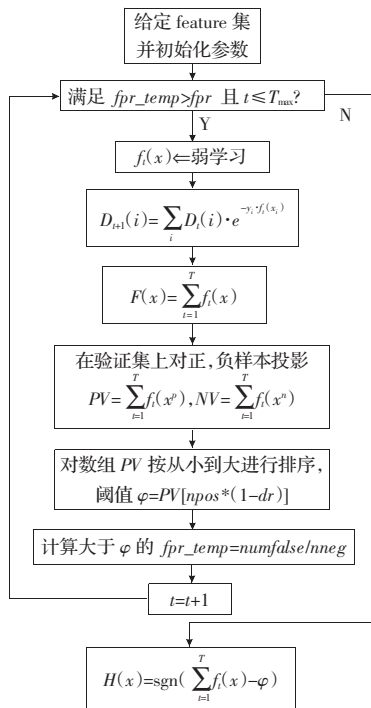 给定 feature 集
并初始化参数
满足 fpr_temp>fpr 且 t≤T_max?
N
Y
f_t(x)⇐弱学习
D_{t+1}(i)=∑_i D_t(i)·e^{-y_i·f_t(x_i)}
F(x)=∑_{t=1}^{T} f_t(x)
在验证集上对正,负样本投影
PV=∑_{t=1}^{T} f_t(x^p),NV=∑_{t=1}^{T} f_t(x^n)
对数组 PV 按从小到大进行排序,
阈值 φ=PV[npos*(1-dr)]
计算大于 φ 的 fpr_temp=numfalse/nneg
t=t+1
H(x)=sgn( ∑_{t=1}^{T} f_t(x)-φ)